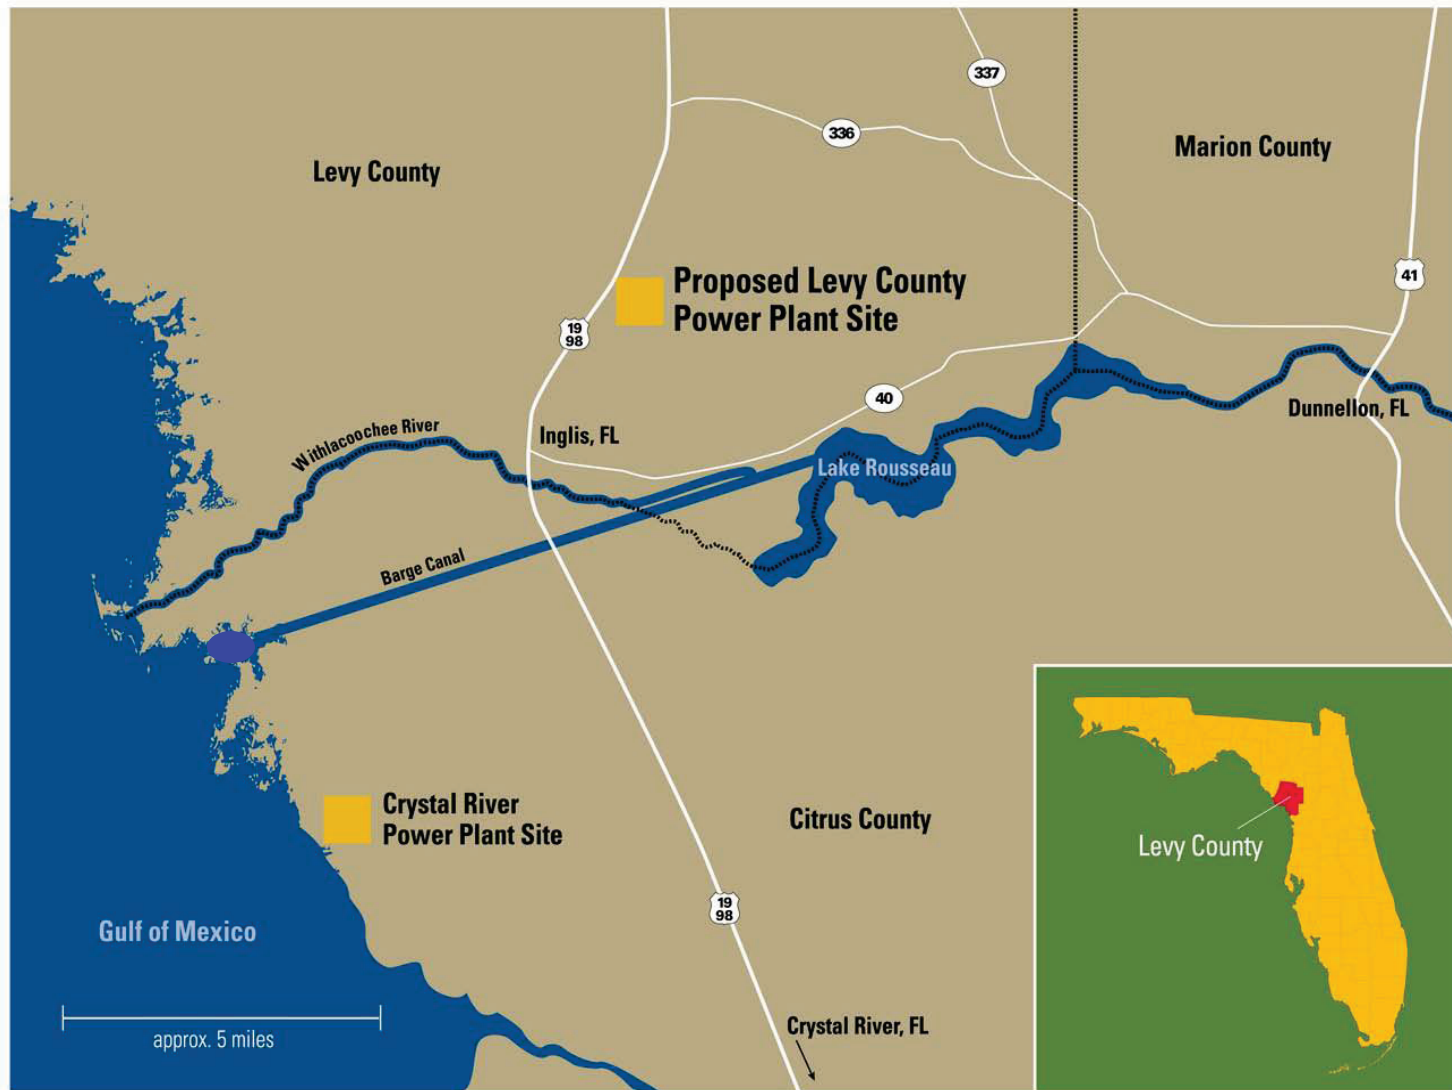 337
336
Marion County
Levy County
Proposed Levy County
Power Plant Site
41
19
98
40
Dunnellon, FL
Inglis, FL
Withlacoochee River
Lake Rousseau
Barge Canal
Crystal River
Power Plant Site
Citrus County
Levy County
19
98
Gulf of Mexico
approx. 5 miles
Crystal River, FL